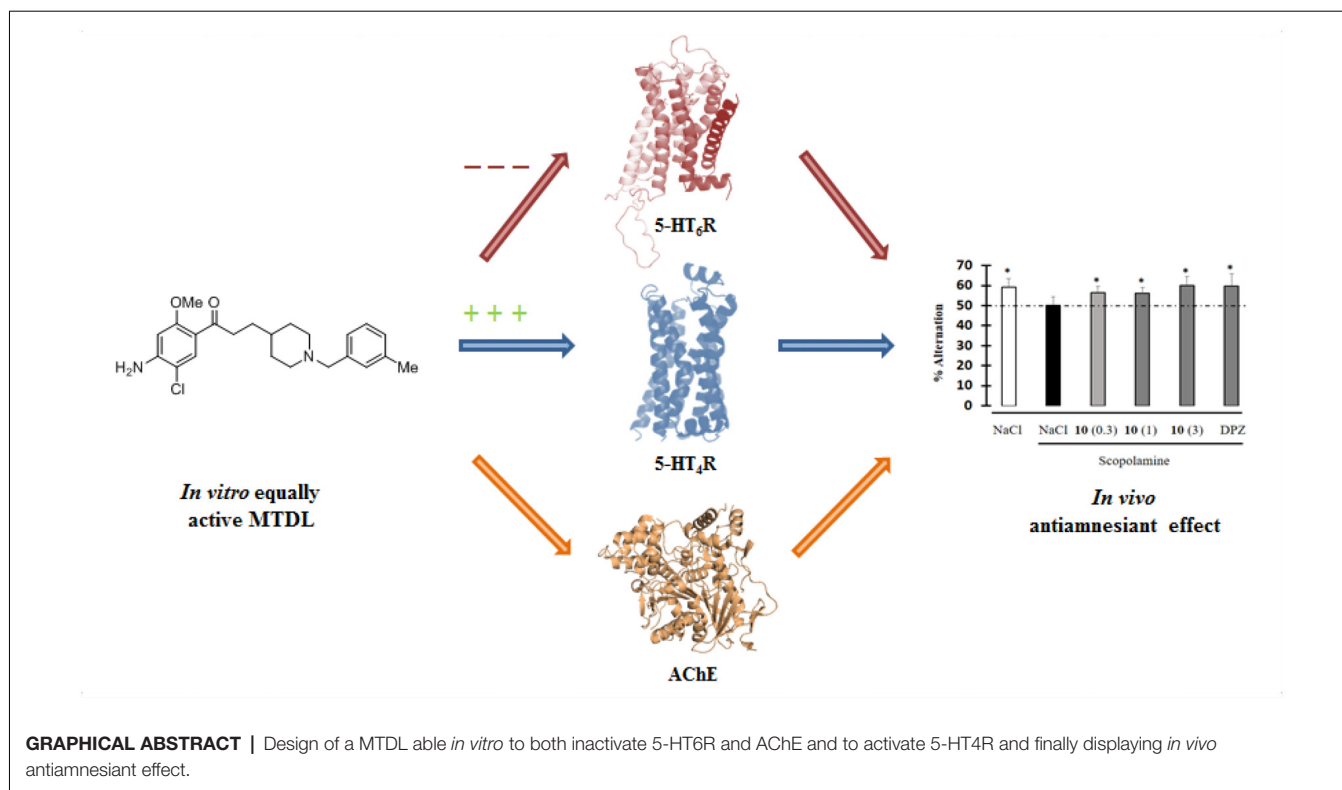 − − −
5-HT₆R
OMe
O
H₂N
Cl
N
Me
+ + +
5-HT₄R
In vitro equally
active MTDL
AChE
% Alternation
70
60
50
40
30
20
10
0
* * * * *
NaCl NaCl 10 (0.3) 10 (1) 10 (3) DPZ
Scopolamine
In vivo
antiamnesiant effect
GRAPHICAL ABSTRACT | Design of a MTDL able in vitro to both inactivate 5-HT6R and AChE and to activate 5-HT4R and finally displaying in vivo
antiamnesiant effect.